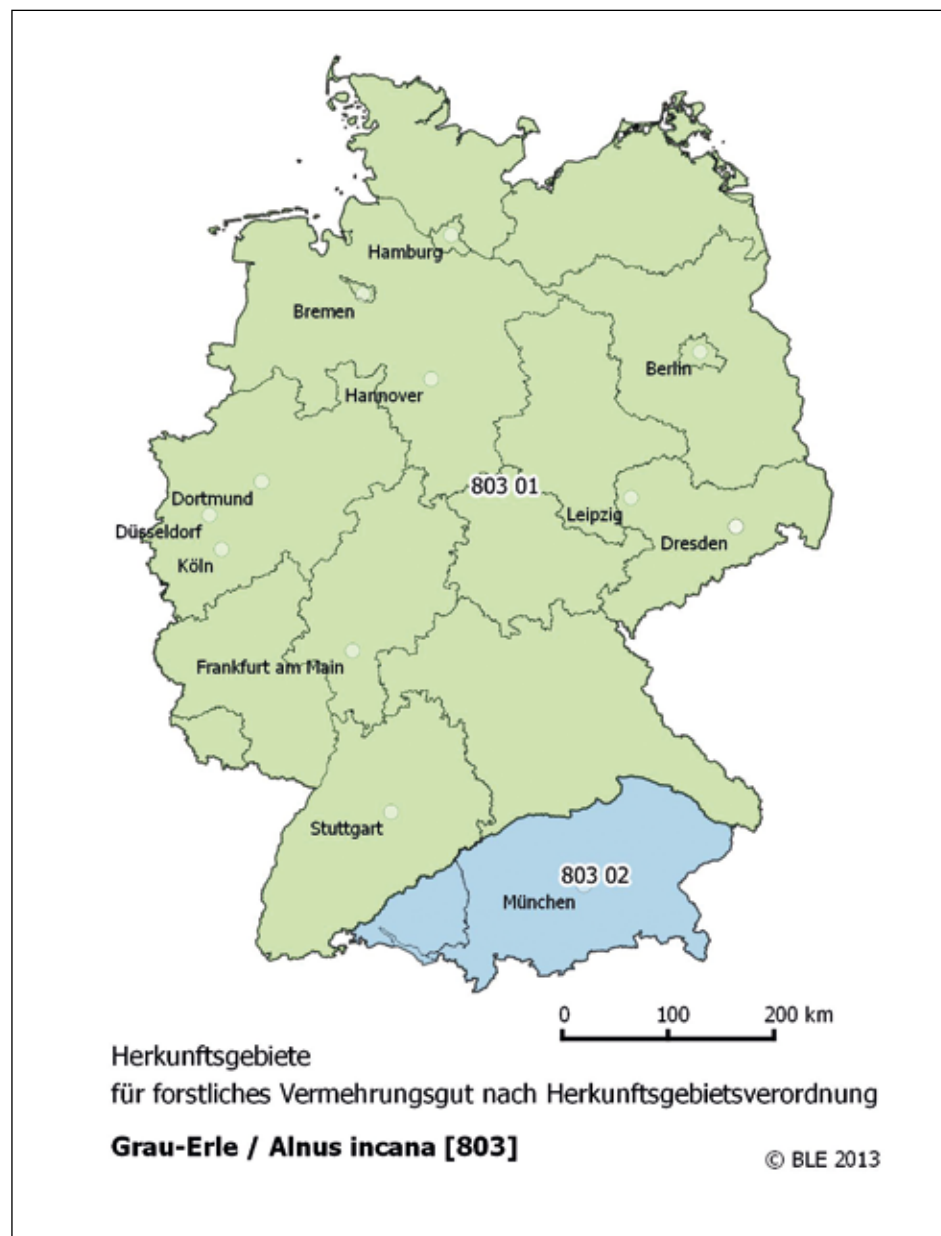 Hamburg
Bremen
Berlin
Hannover
803 01
Dortmund
Leipzig
Düsseldorf
Dresden
Köln
Frankfurt am Main
Stuttgart
803 02
München
0 100 200 km
Herkunftsgebiete
für forstliches Vermehrungsgut nach Herkunftsgebietsverordnung
Grau-Erle / Alnus incana [803]
© BLE 2013